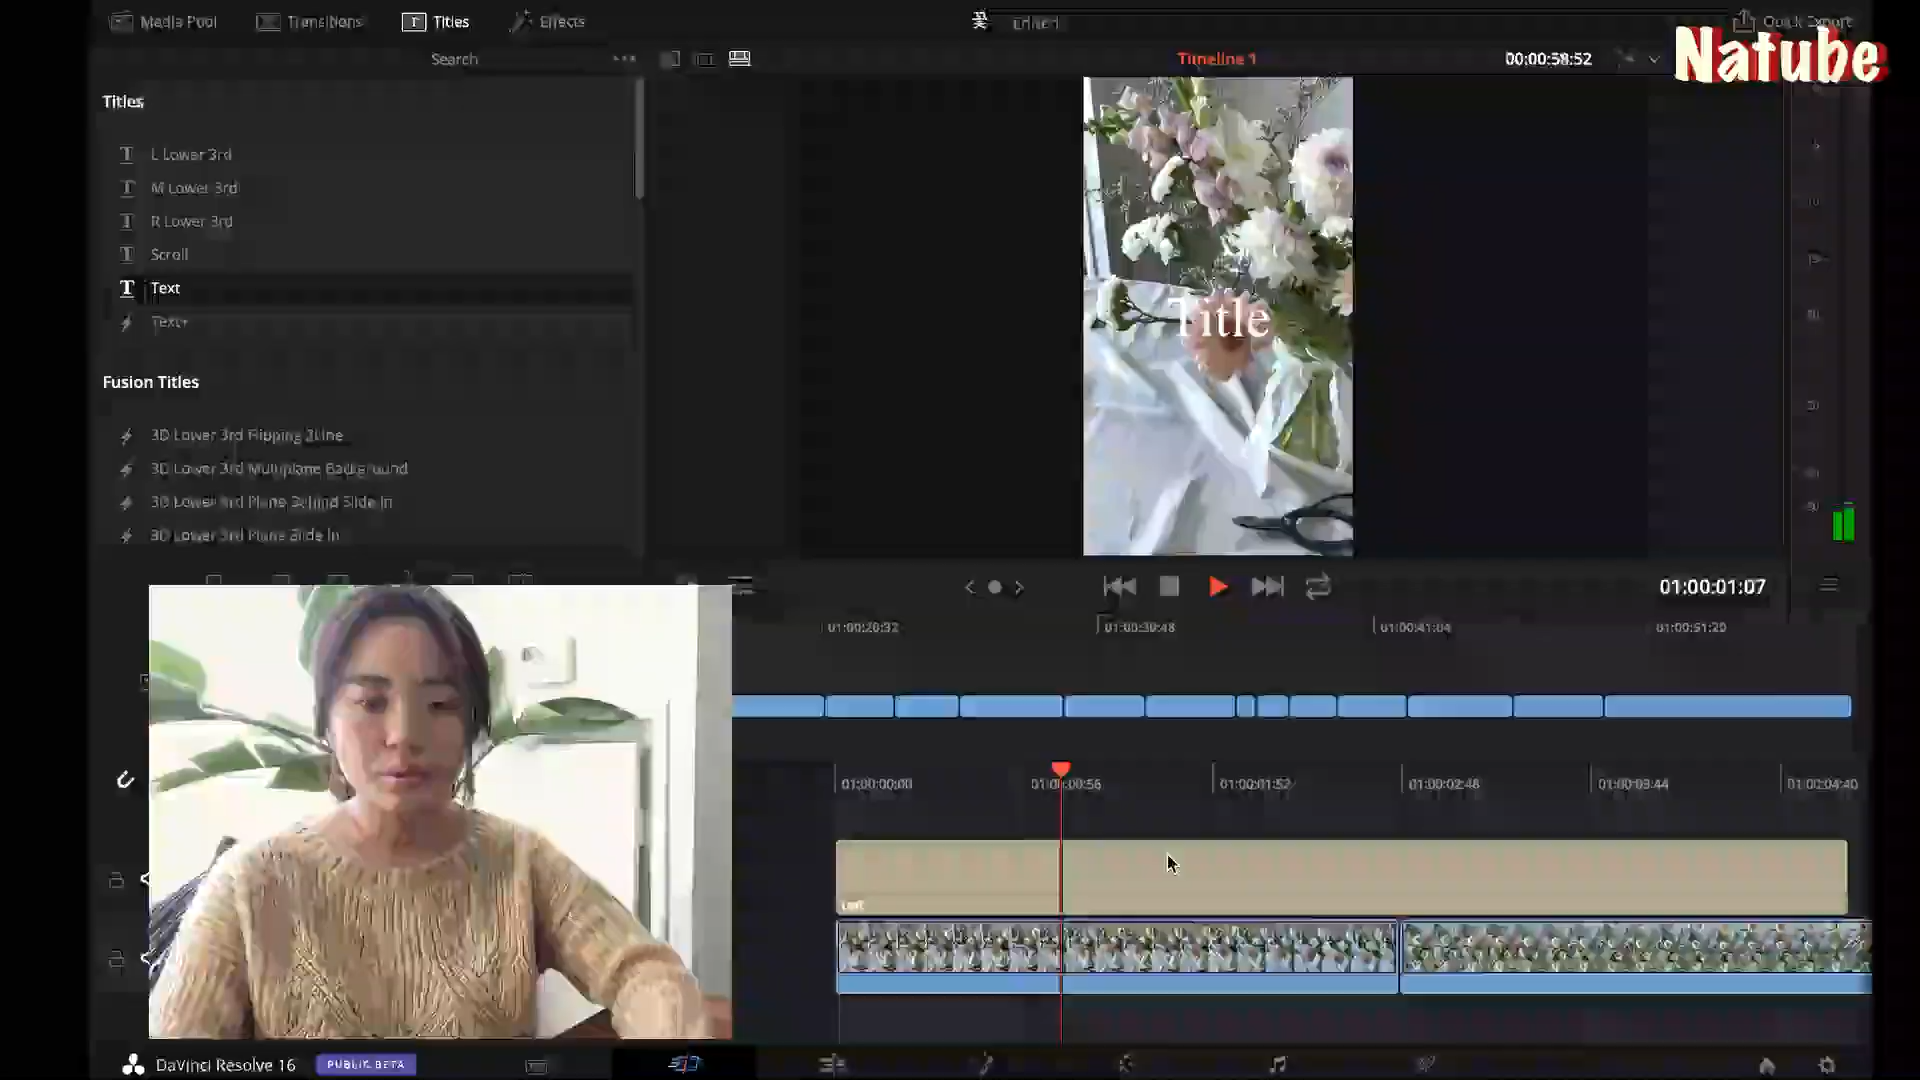 Media Pool
Transitions
Titles
Effects
꽃
Edited
Quick Export
Natube
Search
Timeline 1
00:00:58:52
Titles
L Lower 3rd
M Lower 3rd
R Lower 3rd
Scroll
Text
Text+
Title
Fusion Titles
3D Lower 3rd Flipping 2Line
3D Lower 3rd Multiplane Background
3D Lower 3rd Plane Behind Slide In
3D Lower 3rd Plane Slide In
01:00:01:07
01:00:20:32
01:00:30:48
01:00:41:04
01:00:51:20
01:00:00:00
01:00:00:56
01:00:01:52
01:00:02:48
01:00:03:44
01:00:04:40
Text
DaVinci Resolve 16
PUBLIC BETA